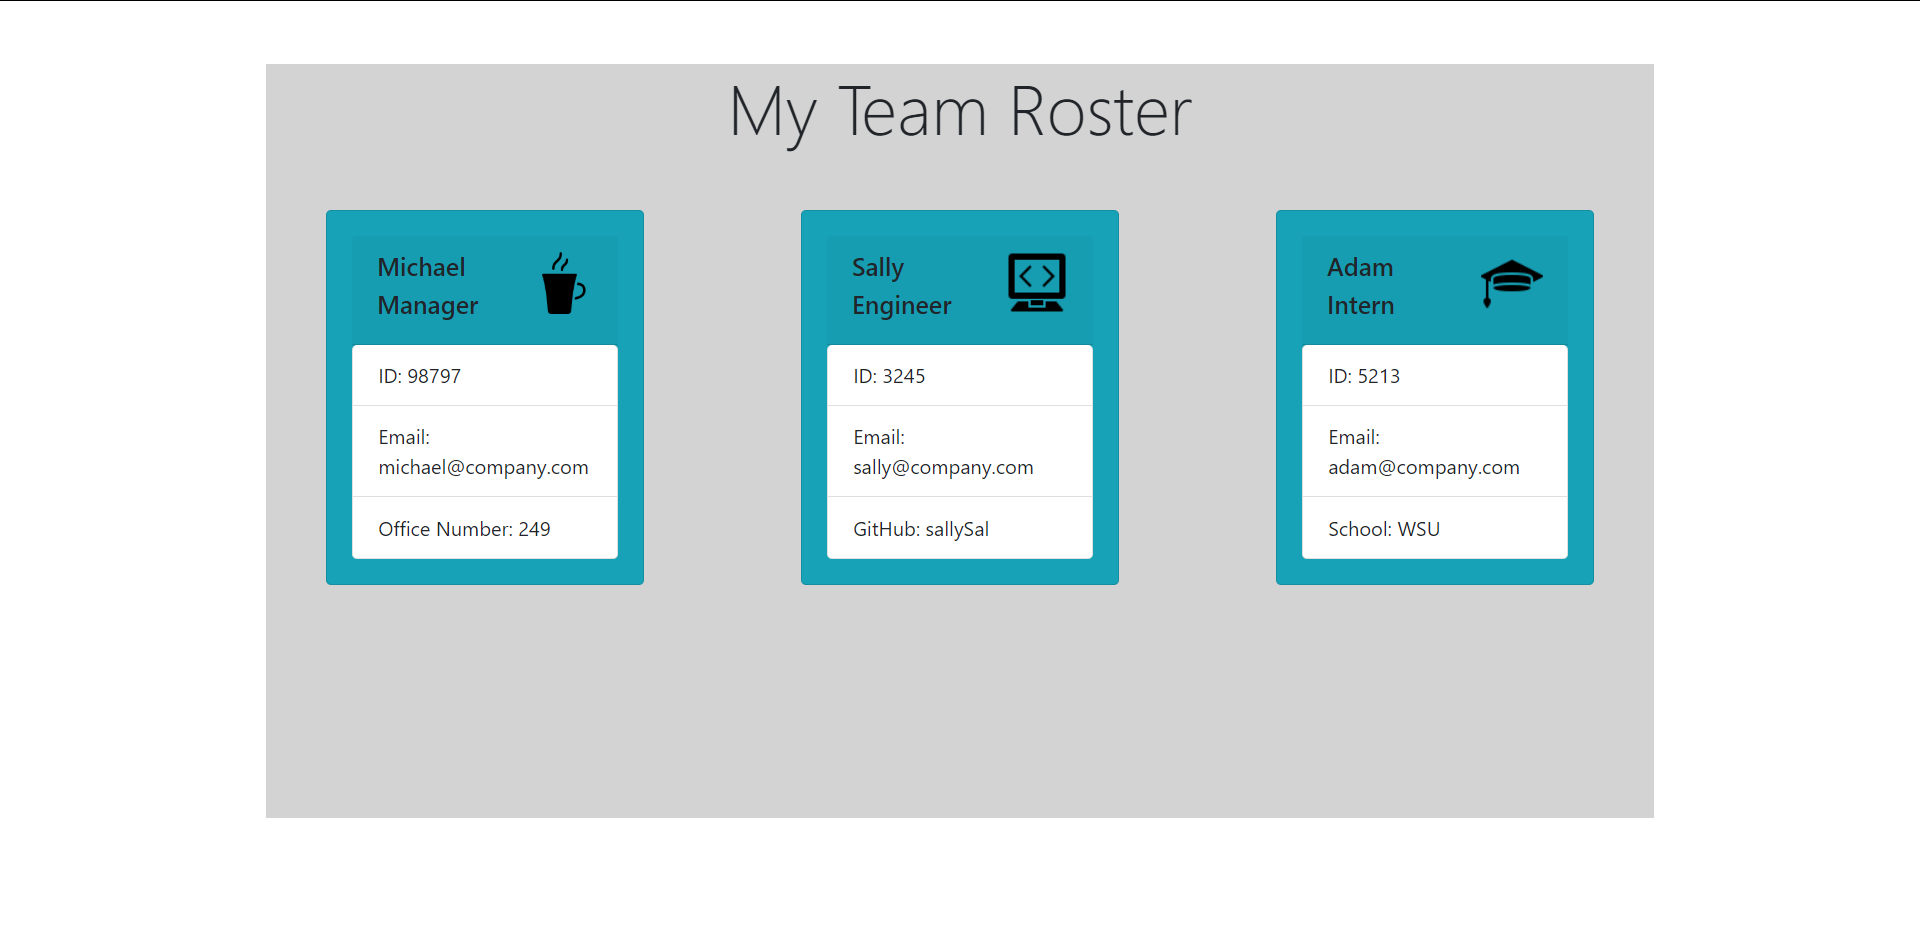 My Team Roster
Michael
Manager
ID: 98797
Email:
michael@company.com
Office Number: 249
Sally
Engineer
ID: 3245
Email:
sally@company.com
GitHub: sallySal
Adam
Intern
ID: 5213
Email:
adam@company.com
School: WSU